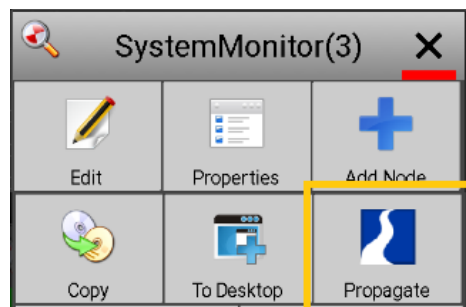 SystemMonitor(3)
Edit Properties Add Node
Copy To Desktop Propagate